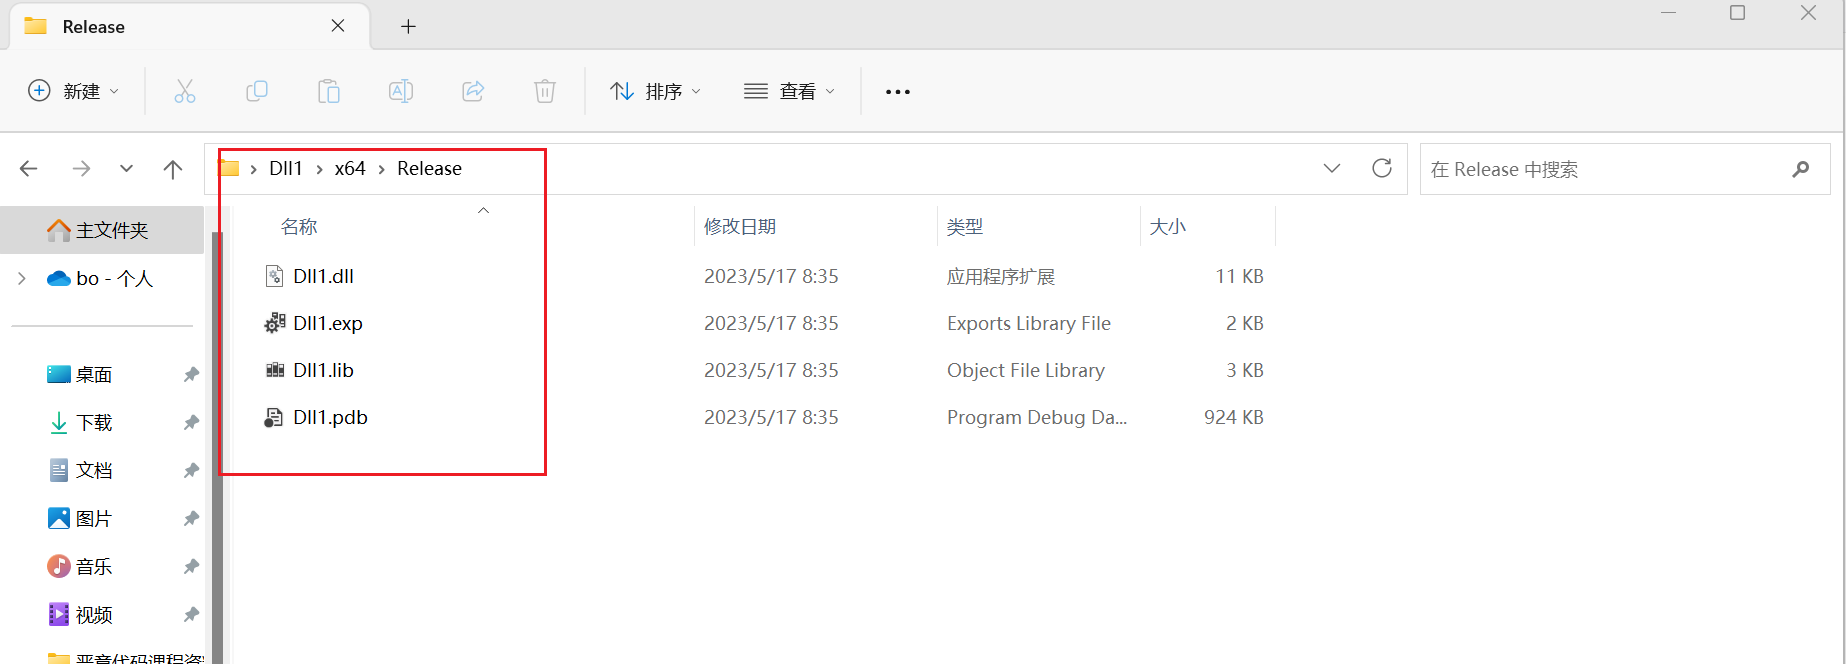 Release
新建
排序
查看
Dll1 > x64 > Release
在 Release 中搜索
主文件夹
bo - 个人
桌面
下载
文档
图片
音乐
视频
名称 修改日期 类型 大小
Dll1.dll 2023/5/17 8:35 应用程序扩展 11 KB
Dll1.exp 2023/5/17 8:35 Exports Library File 2 KB
Dll1.lib 2023/5/17 8:35 Object File Library 3 KB
Dll1.pdb 2023/5/17 8:35 Program Debug Da... 924 KB